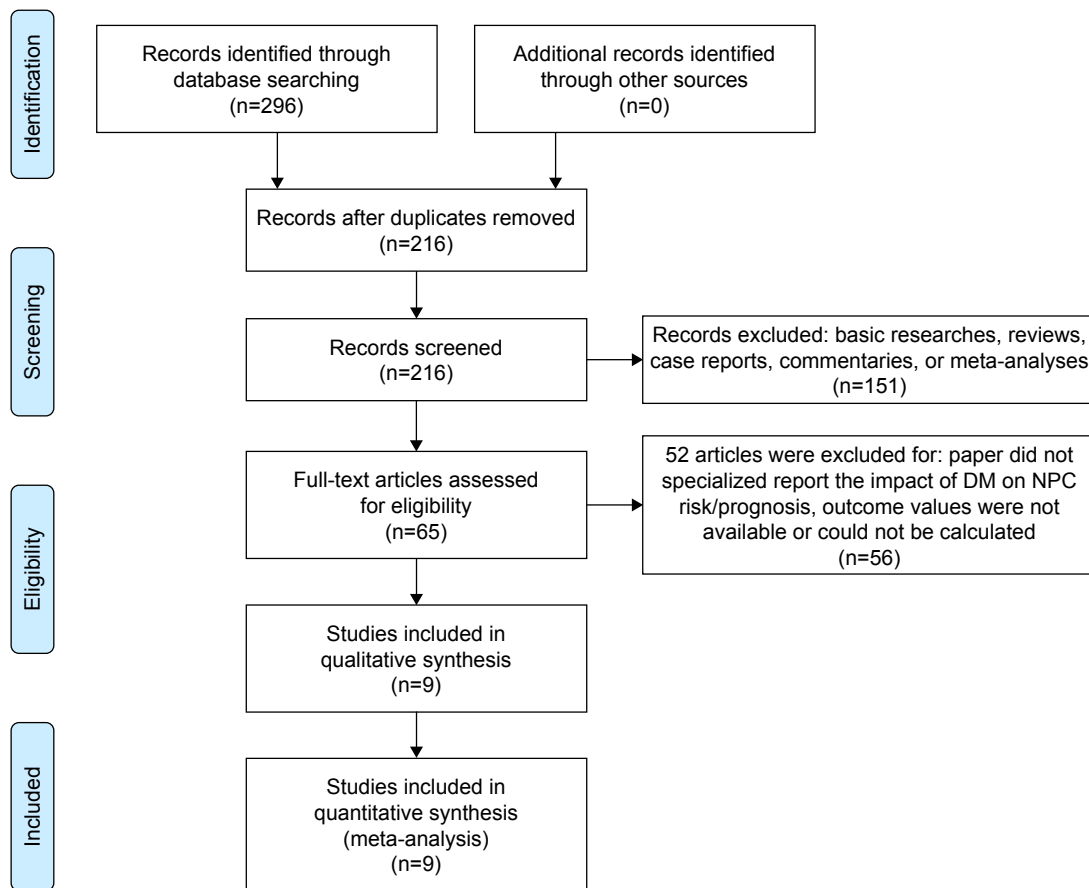 Identification
Records identified through
database searching
(n=296)
Additional records identified
through other sources
(n=0)
Records after duplicates removed
(n=216)
Screening
Records screened
(n=216)
Records excluded: basic researches, reviews,
case reports, commentaries, or meta-analyses
(n=151)
Eligibility
Full-text articles assessed
for eligibility
(n=65)
52 articles were excluded for: paper did not
specialized report the impact of DM on NPC
risk/prognosis, outcome values were not
available or could not be calculated
(n=56)
Studies included in
qualitative synthesis
(n=9)
Included
Studies included in
quantitative synthesis
(meta-analysis)
(n=9)